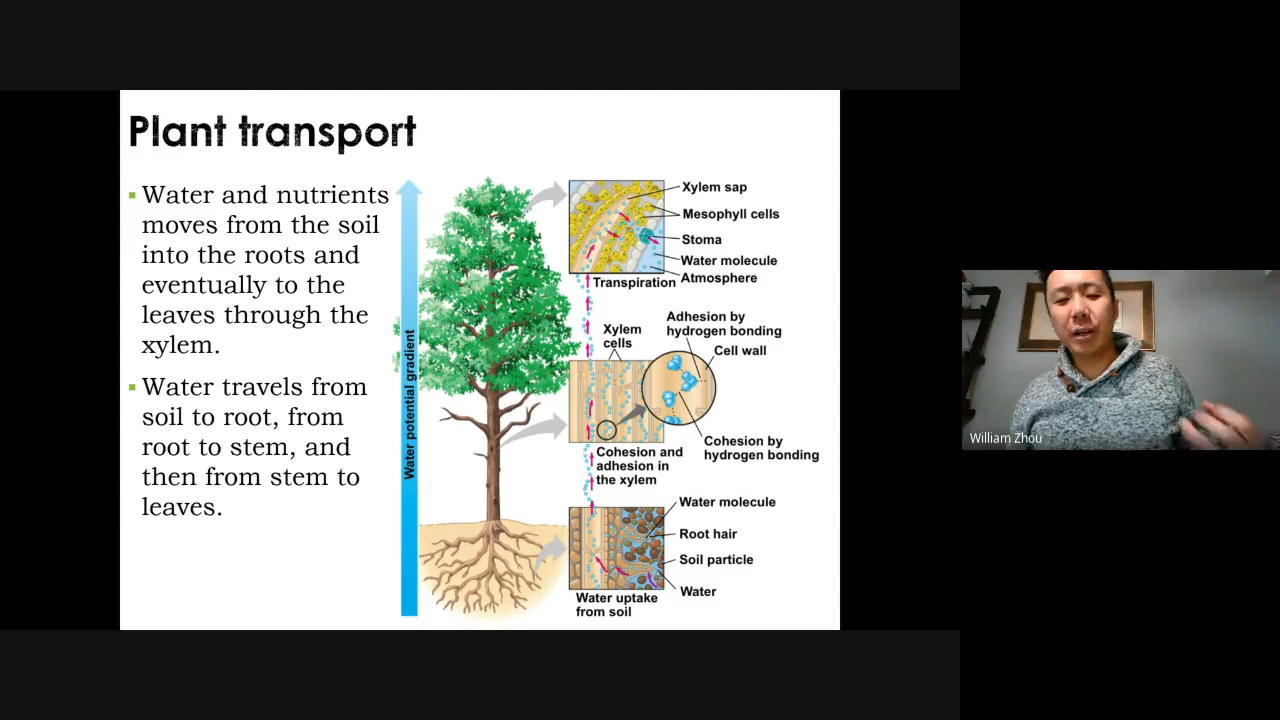 Plant transport
Water and nutrients
moves from the soil
into the roots and
eventually to the
leaves through the
xylem.
Water travels from
soil to root, from
root to stem, and
then from stem to
leaves.
Water potential gradient
Xylem sap
Mesophyll cells
Stoma
Water molecule
Atmosphere
Transpiration
Adhesion by
hydrogen bonding
Xylem
cells
Cell wall
Cohesion by
hydrogen bonding
Cohesion and
adhesion in
the xylem
Water molecule
Root hair
Soil particle
Water
Water uptake
from soil
William Zhou